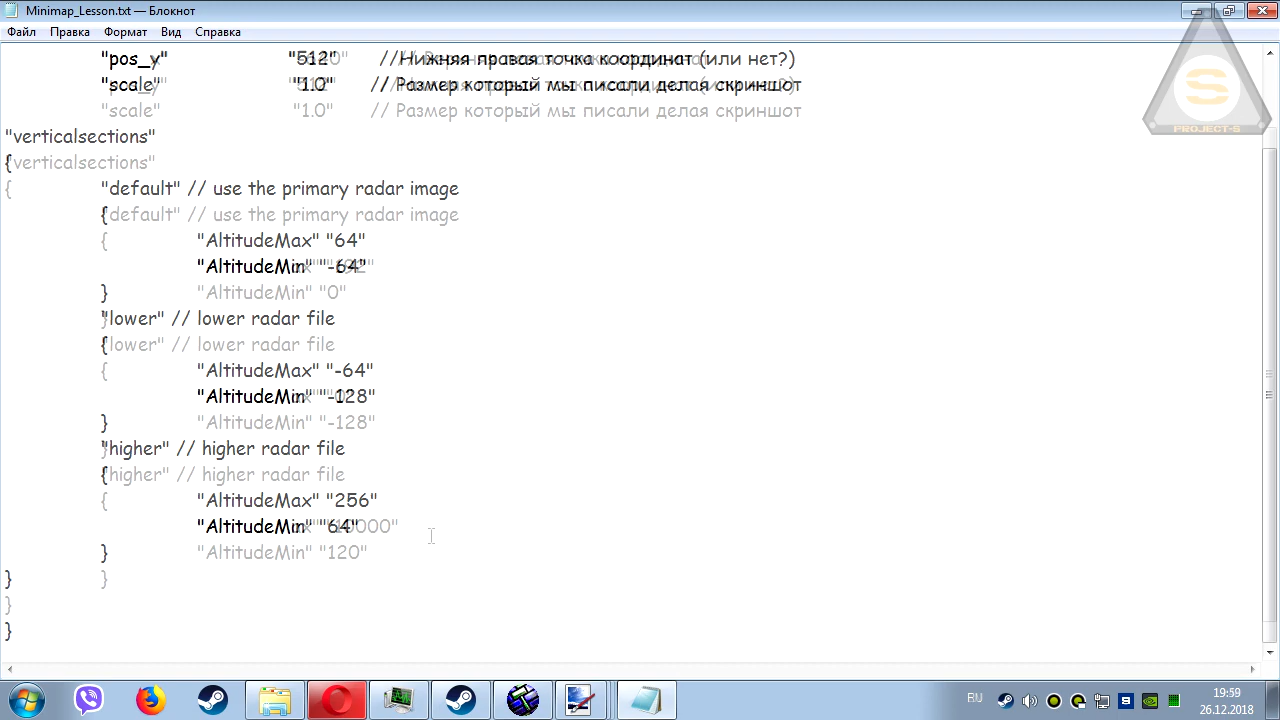 Minimap_Lesson.txt — Блокнот
Файл Правка Формат Вид Справка
"pos_y" "512" // Нижняя правая точка координат (или нет?)
"scale" "1.0" // Размер который мы писали делая скриншот
"scale" "1.0" // Размер который мы писали делая скриншот
"verticalsections"
{verticalsections"
{ "default" // use the primary radar image
{default" // use the primary radar image
{ "AltitudeMax" "64"
"AltitudeMin" "-64"
} "AltitudeMin" "0"
"lower" // lower radar file
{lower" // lower radar file
{ "AltitudeMax" "-64"
"AltitudeMin" "-128"
} "AltitudeMin" "-128"
"higher" // higher radar file
{higher" // higher radar file
{ "AltitudeMax" "256"
"AltitudeMin" "64"
} "AltitudeMin" "120"
} }
}
}
S
PROJECT-S
RU
19:59
26.12.2018